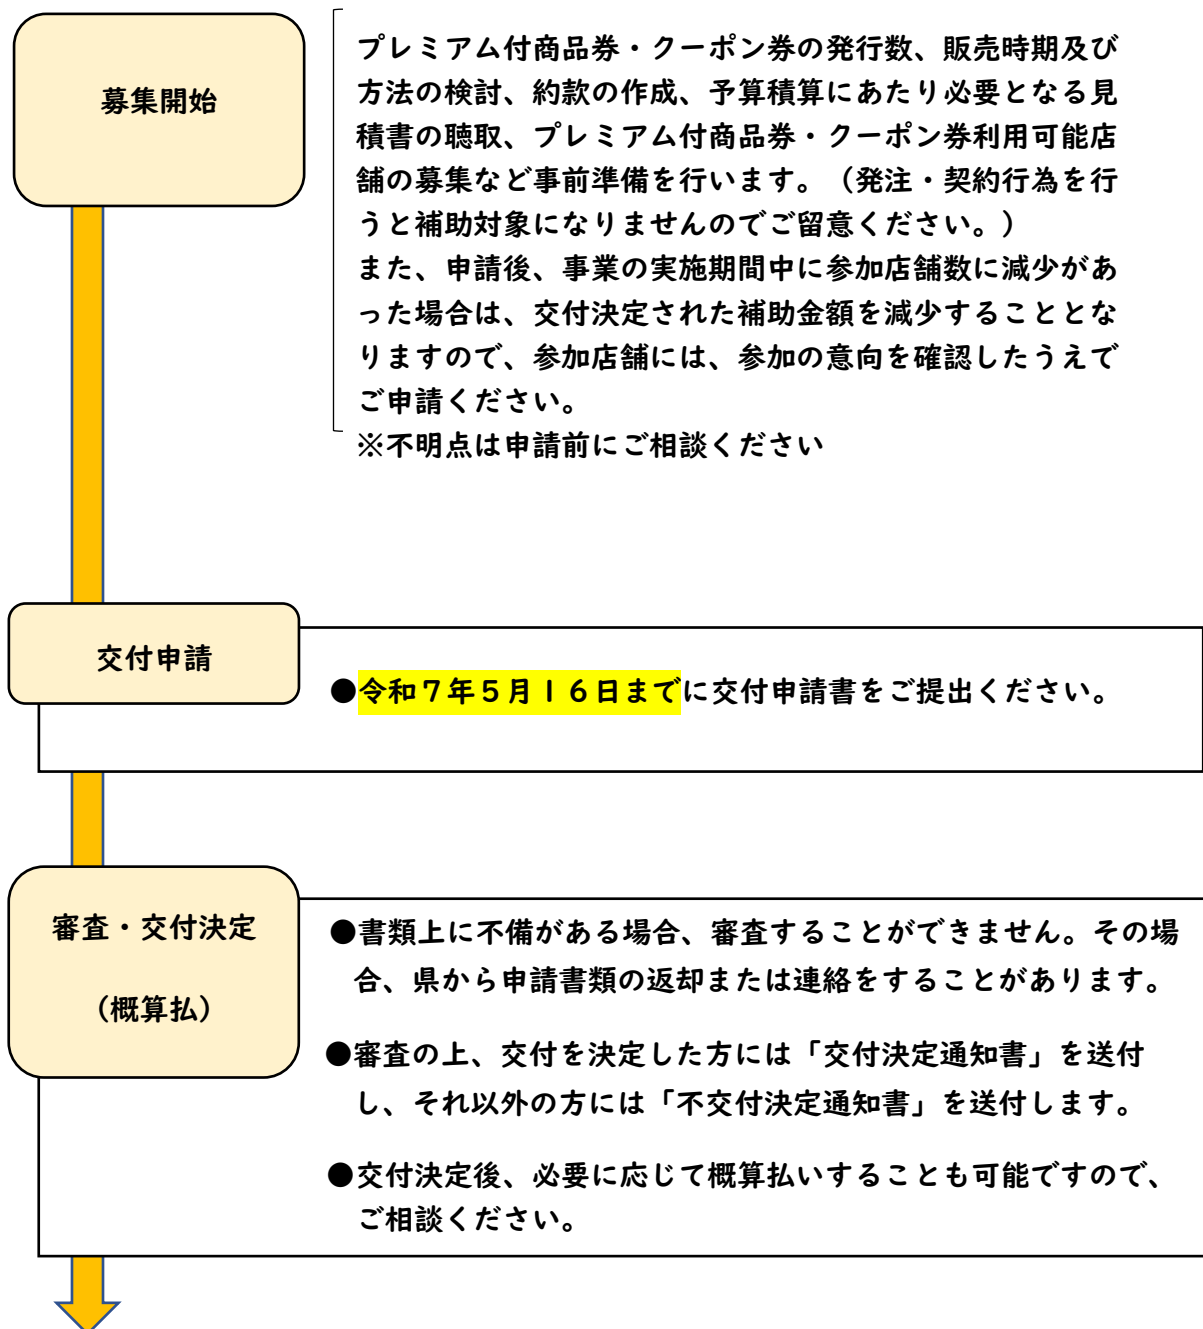 募集開始
プレミアム付商品券・クーポン券の発行数、販売時期及び
方法の検討、約款の作成、予算積算にあたり必要となる見
積書の聴取、プレミアム付商品券・クーポン券利用可能店
舗の募集など事前準備を行います。（発注・契約行為を行
うと補助対象になりませんのでご留意ください。）
また、申請後、事業の実施期間中に参加店舗数に減少があ
った場合は、交付決定された補助金額を減少することとな
りますので、参加店舗には、参加の意向を確認したうえで
ご申請ください。
※不明点は申請前にご相談ください
交付申請
●令和７年５月１６日までに交付申請書をご提出ください。
審査・交付決定
（概算払）
●書類上に不備がある場合、審査することができません。その場
合、県から申請書類の返却または連絡をすることがあります。
●審査の上、交付を決定した方には「交付決定通知書」を送付
し、それ以外の方には「不交付決定通知書」を送付します。
●交付決定後、必要に応じて概算払いすることも可能ですので、
ご相談ください。